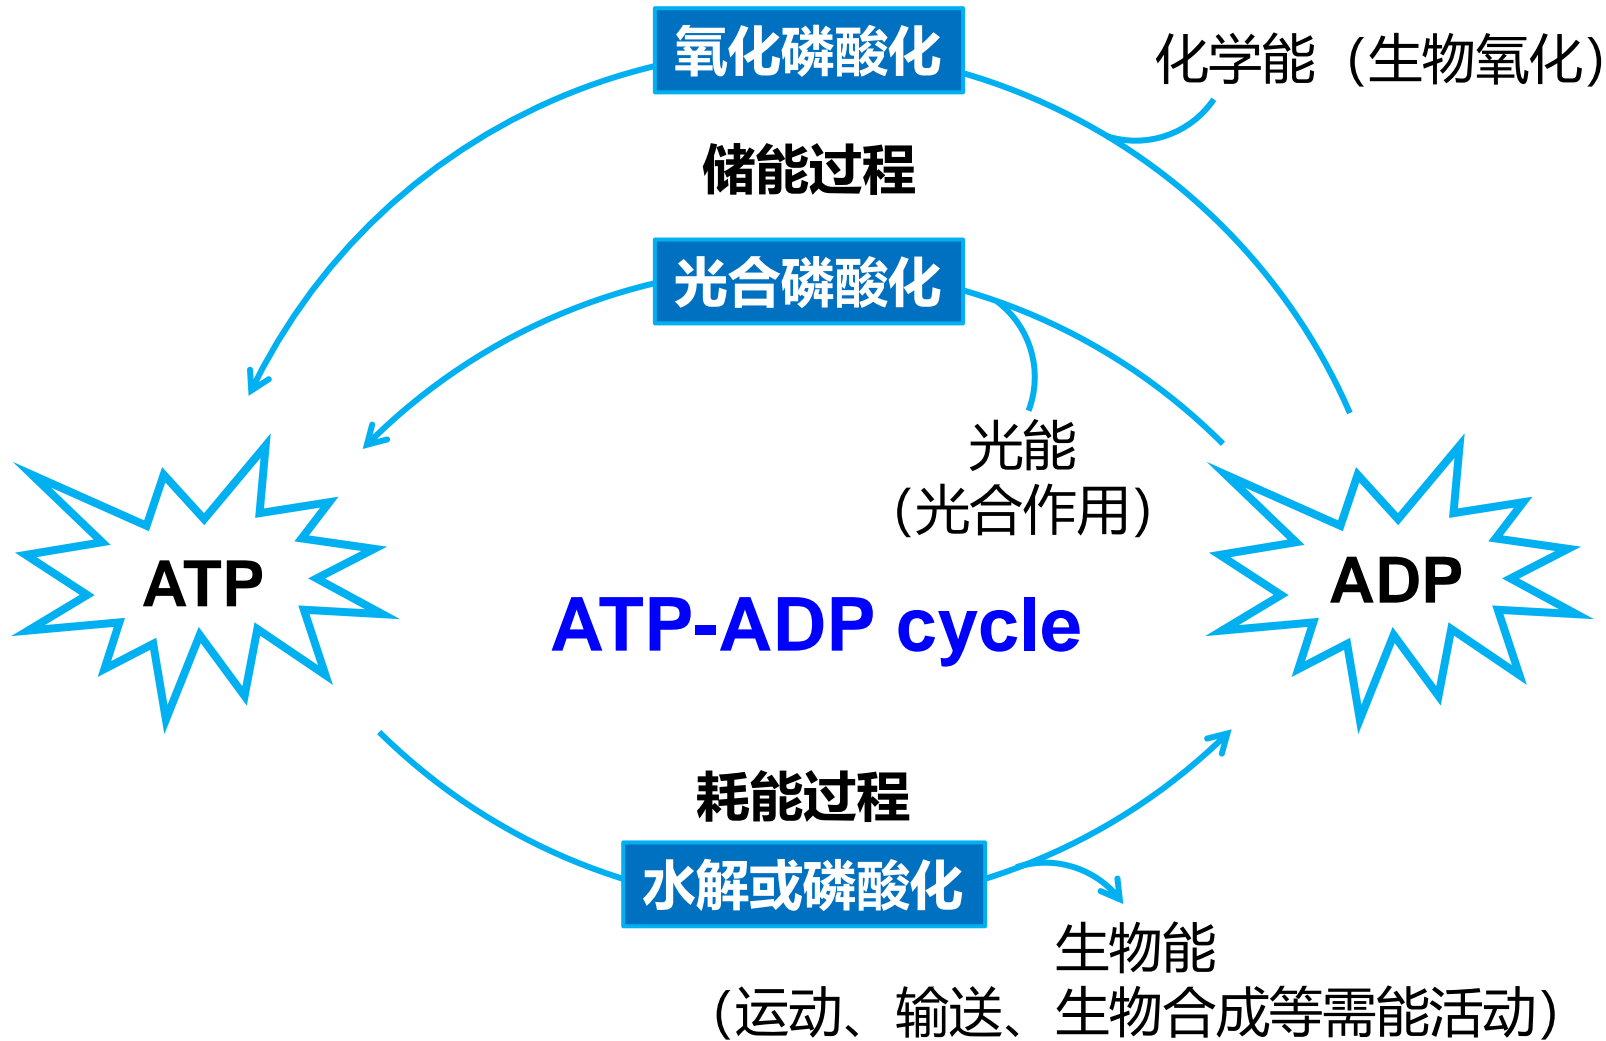 氧化磷酸化
化学能（生物氧化）
储能过程
光合磷酸化
光能
（光合作用）
ATP
ADP
ATP-ADP cycle
耗能过程
水解或磷酸化
生物能
（运动、输送、生物合成等需能活动）